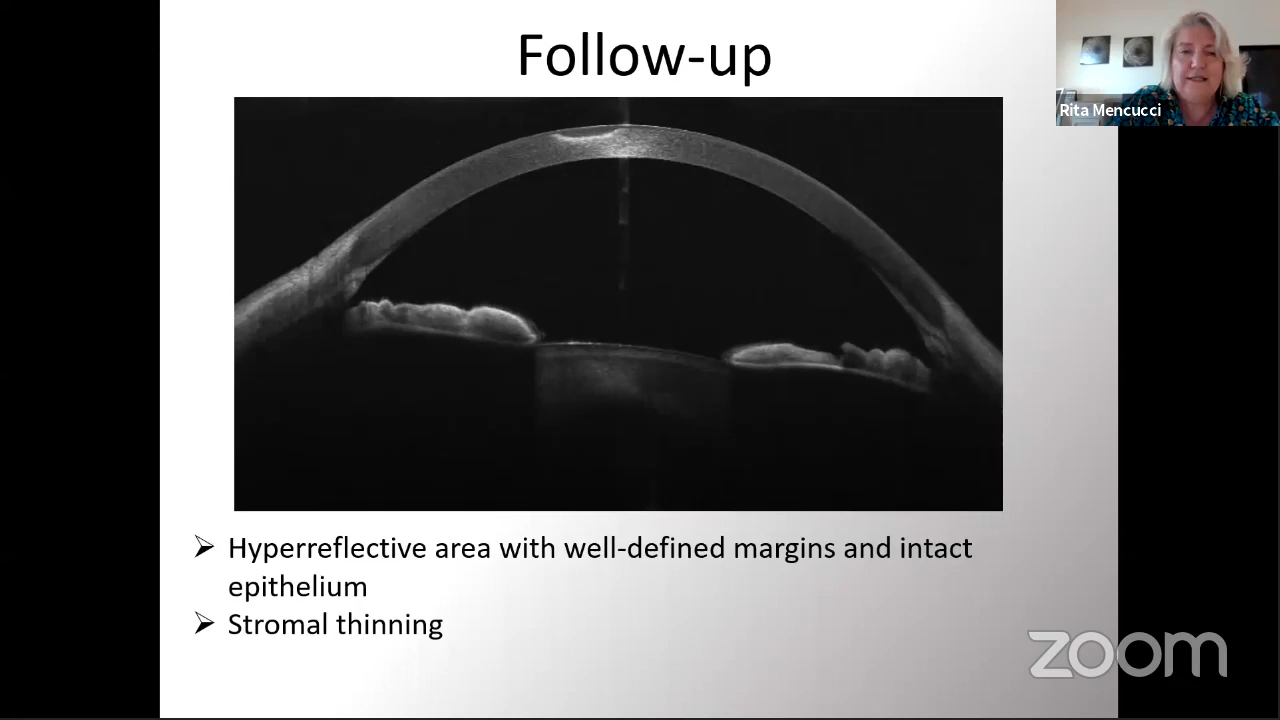 Follow-up
Rita Mencucci
➢ Hyperreflective area with well-defined margins and intact
epithelium
➢ Stromal thinning
zoom